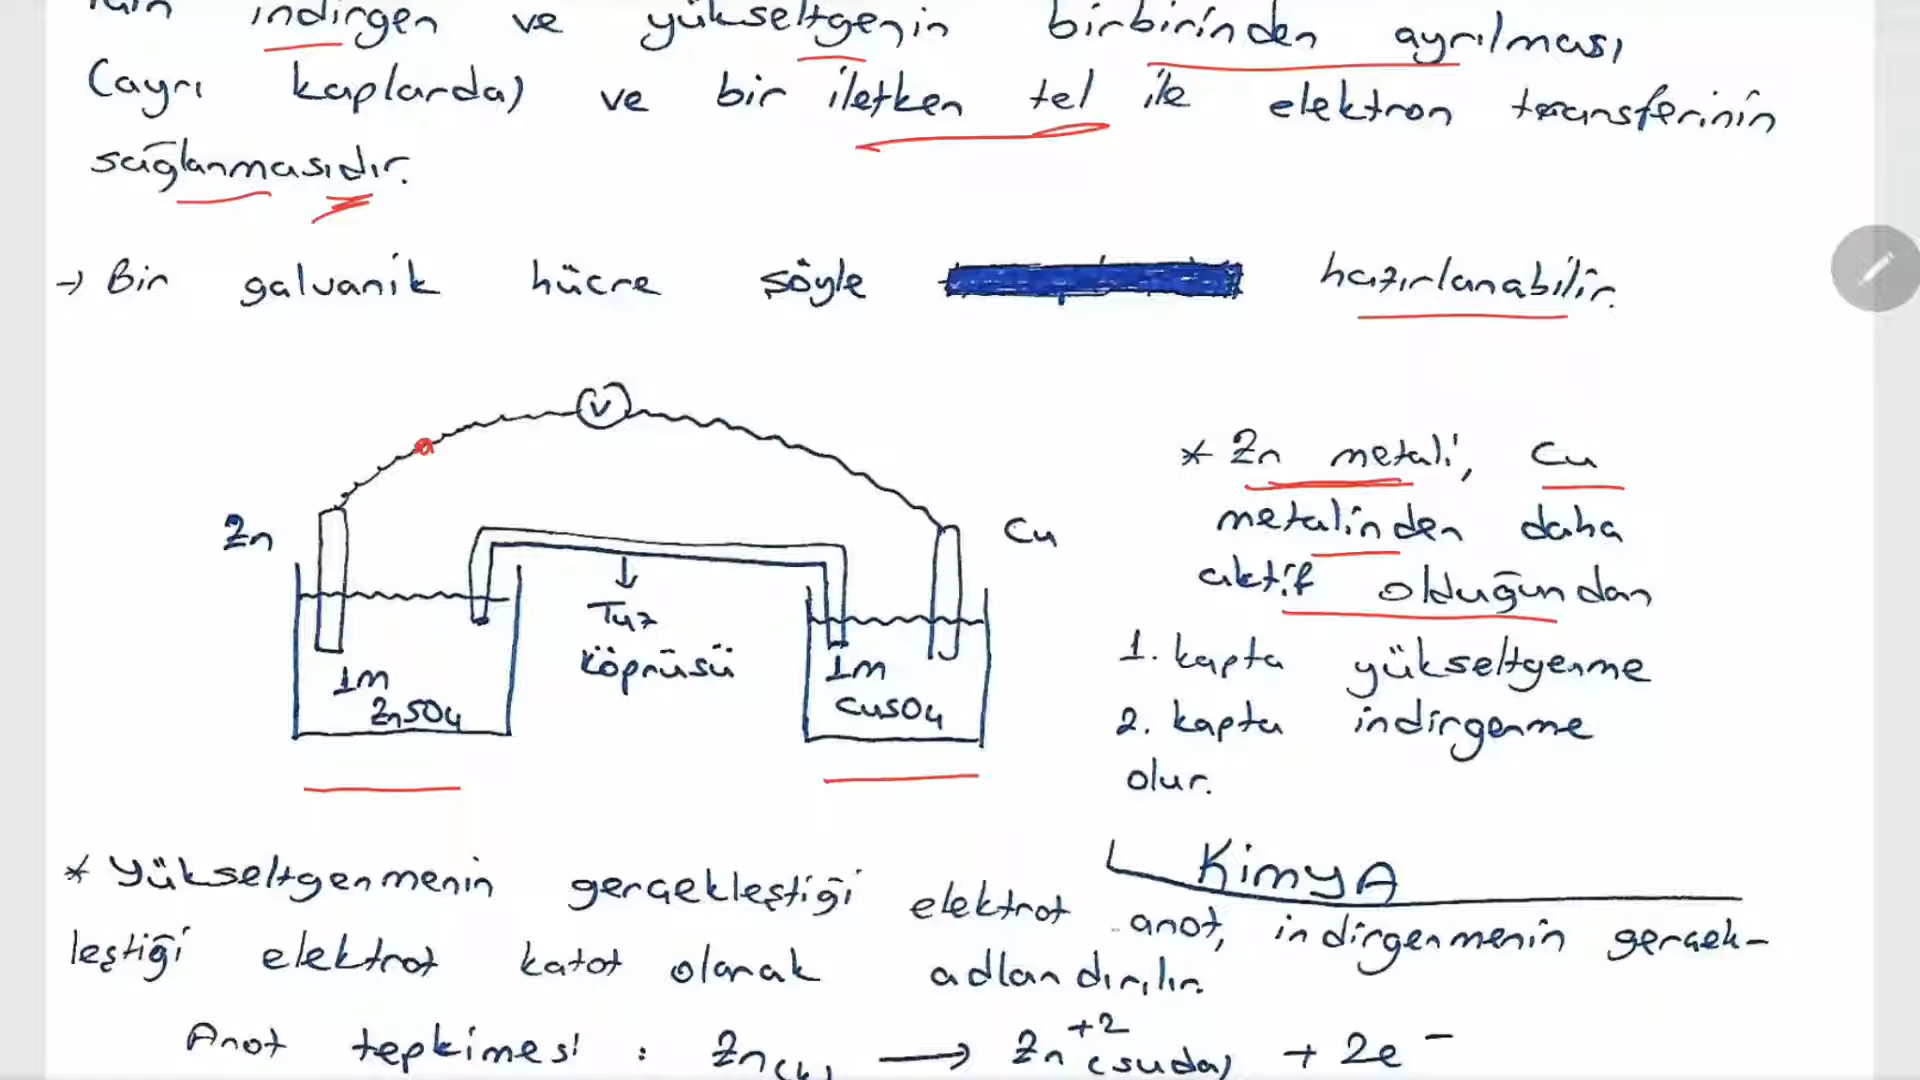 için indirgen ve yükseltgenin birbirinden ayrılması
(ayrı kaplarda) ve bir iletken tel ile elektron transferinin
sağlanmasıdır.
→ Bir galvanik hücre şöyle hazırlanabilir.
V
Zn
Cu
Tuz
köprüsü
1M
ZnSO4
1M
CuSO4
* Zn metali, Cu
metalinden daha
aktif olduğundan
1. kapta yükseltgenme
2. kapta indirgenme
olur.
KimyA
* Yükseltgenmenin gerçekleştiği elektrot anot, indirgenmenin gerçek-
leştiği elektrot katot olarak adlandırılır.
Anot tepkimesi : Zn(k) → Zn+2(suda) + 2e-